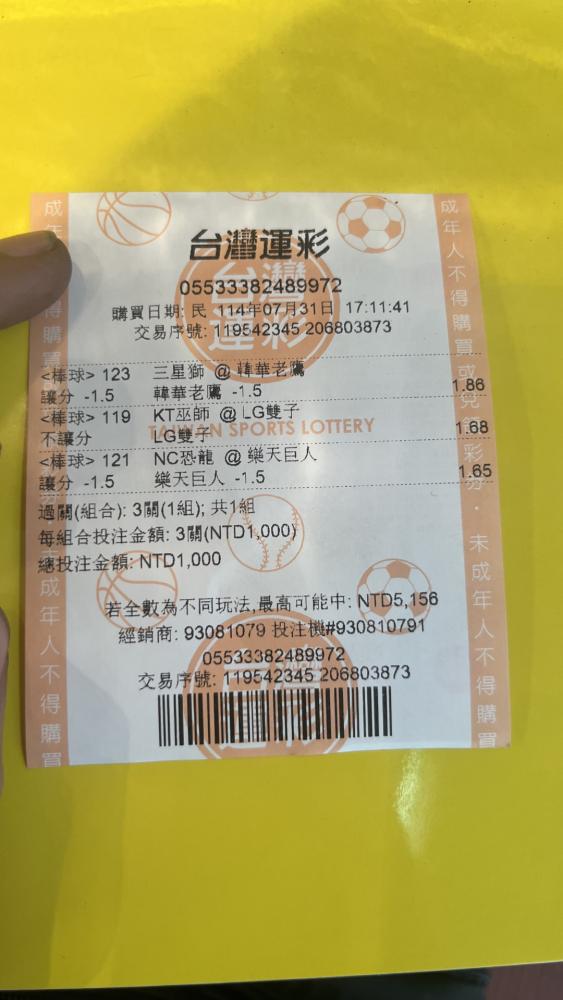 台灣運彩
05533382489972
購買日期: 民 114年07月31日 17:11:41
交易序號: 119542345 206803873
<棒球> 123 三星獅 @ 韓華老鷹
讓分 -1.5 韓華老鷹 -1.5 1.86
<棒球> 119 KT巫師 @ LG雙子
不讓分 LG雙子 1.68
TAIWAN SPORTS LOTTERY
<棒球> 121 NC恐龍 @ 樂天巨人
讓分 -1.5 樂天巨人 -1.5 1.65
過關(組合): 3關(1組); 共1組
每組合投注金額: 3關(NTD1,000)
總投注金額: NTD1,000
若全數為不同玩法,最高可能中: NTD5,156
經銷商: 93081079 投注機#930810791
05533382489972
交易序號: 119542345 206803873
台灣運彩
成年人不得購買或兌
彩券.未成年人不得購買
未成年人不得購買